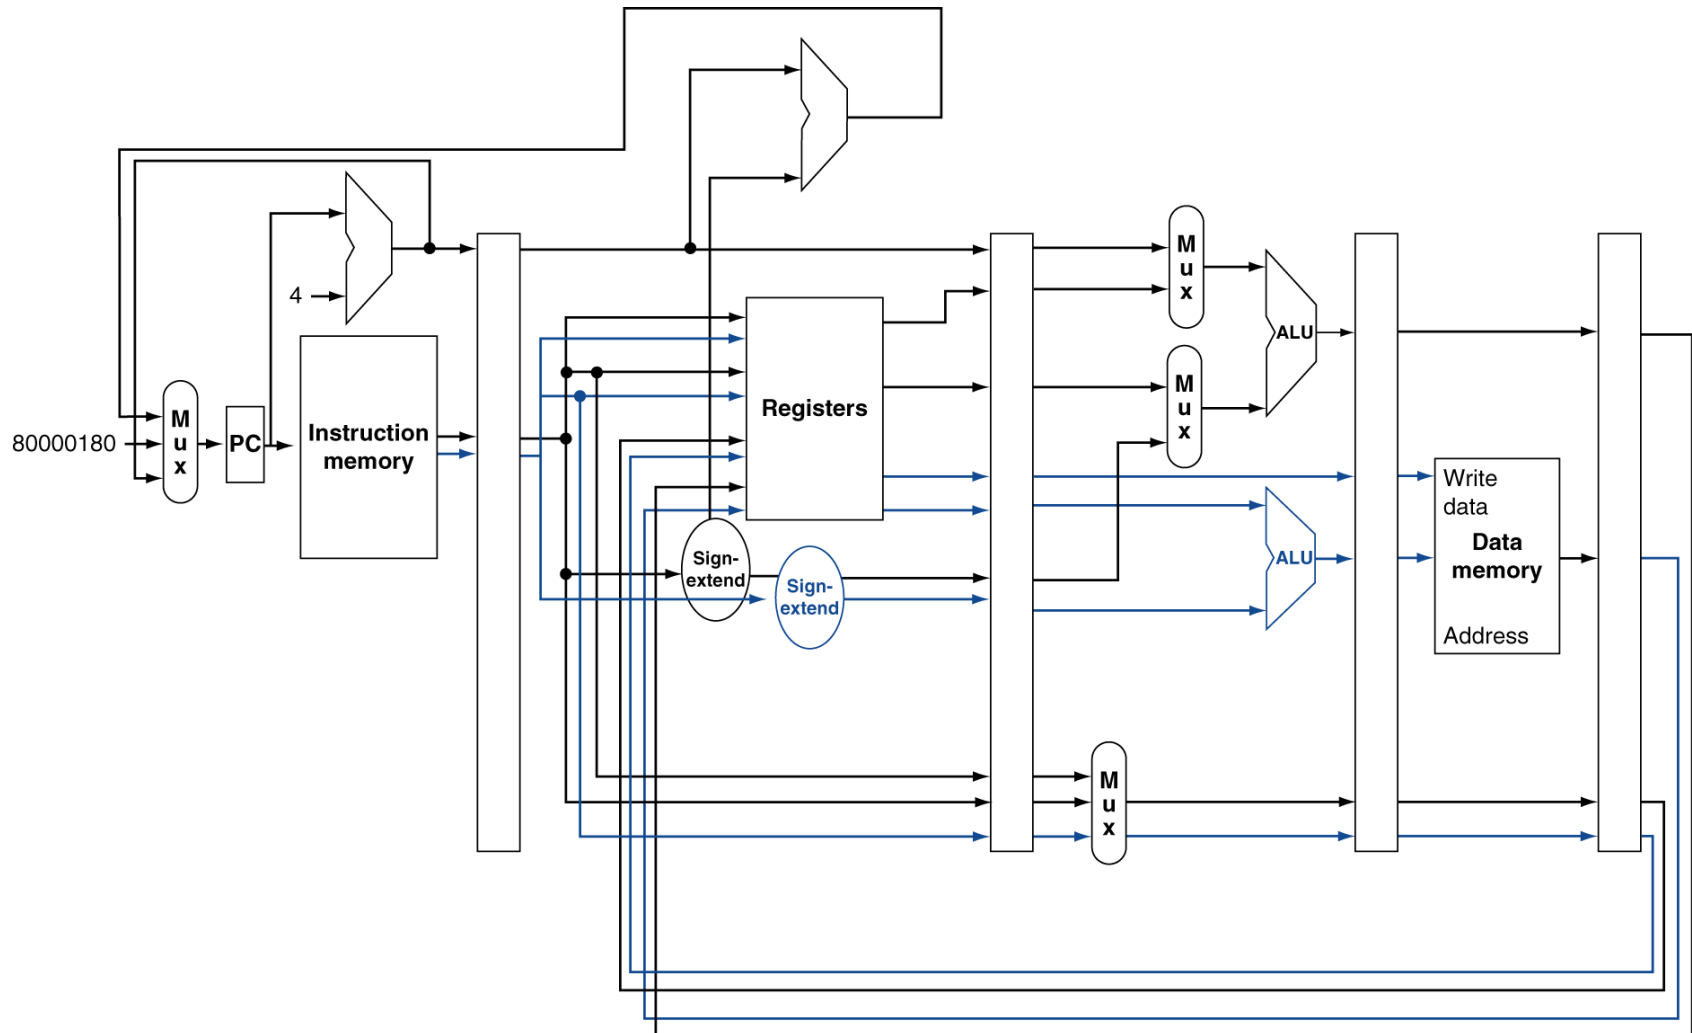 M
u
x
4
ALU
M
u
x
Registers
80000180
M
u
x
PC
Instruction
memory
Write
data
Data
memory
Address
ALU
Sign-
extend
Sign-
extend
M
u
x